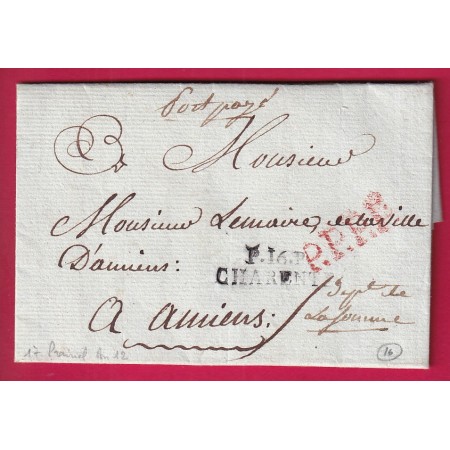 Port payé
Monsieur
Monsieur Lemaire, de la ville
D'amiens:
P.P.P.P.
P.16.P.
CHARENT
Dept. de
La Somme
a amiens:
17 Prairial An 12
16